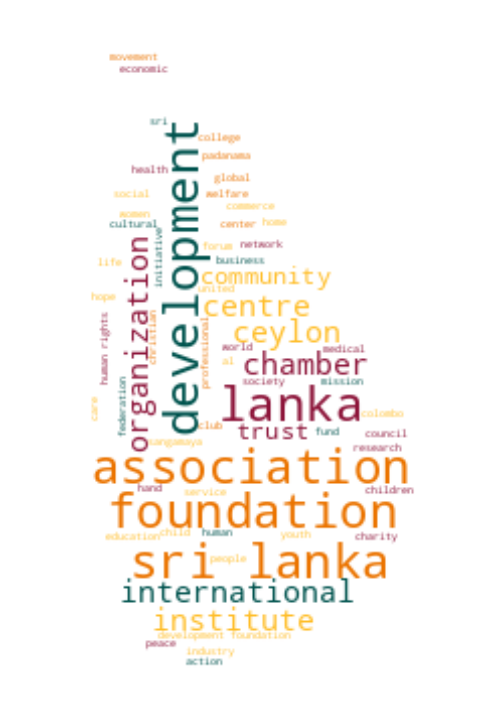 movement
economic
sri
development
college
padanama
health
global
social
welfare
commerce
women
cultural
center
home
initiative
organization
forum
network
business
life
community
united
hope
centre
human rights
christian
professional
ceylon
world
medical
al
chamber
society
mission
federation
care
lanka
colombo
club
trust
fund
council
sangamaya
research
association
hand
service
children
foundation
education
child
human
youth
charity
sri lanka
people
international
institute
development foundation
peace
industry
action